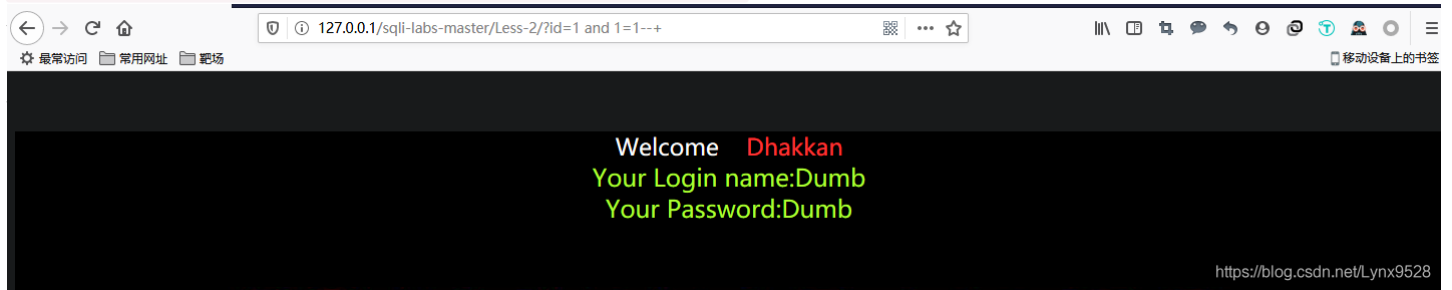 127.0.0.1/sqli-labs-master/Less-2/?id=1 and 1=1--+
最常访问 常用网址 靶场 移动设备上的书签
Welcome Dhakkan
Your Login name:Dumb
Your Password:Dumb
https://blog.csdn.net/Lynx9528